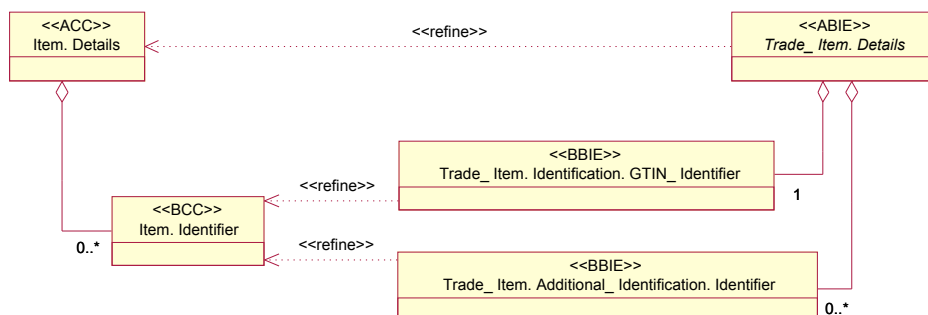 <<ACC>>
Item. Details
<<refine>>
<<ABIE>>
Trade_ Item. Details
<<BBIE>>
Trade_ Item. Identification. GTIN_ Identifier
<<refine>>
1
<<BCC>>
Item. Identifier
0..*
<<refine>>
<<BBIE>>
Trade_ Item. Additional_ Identification. Identifier
0..*